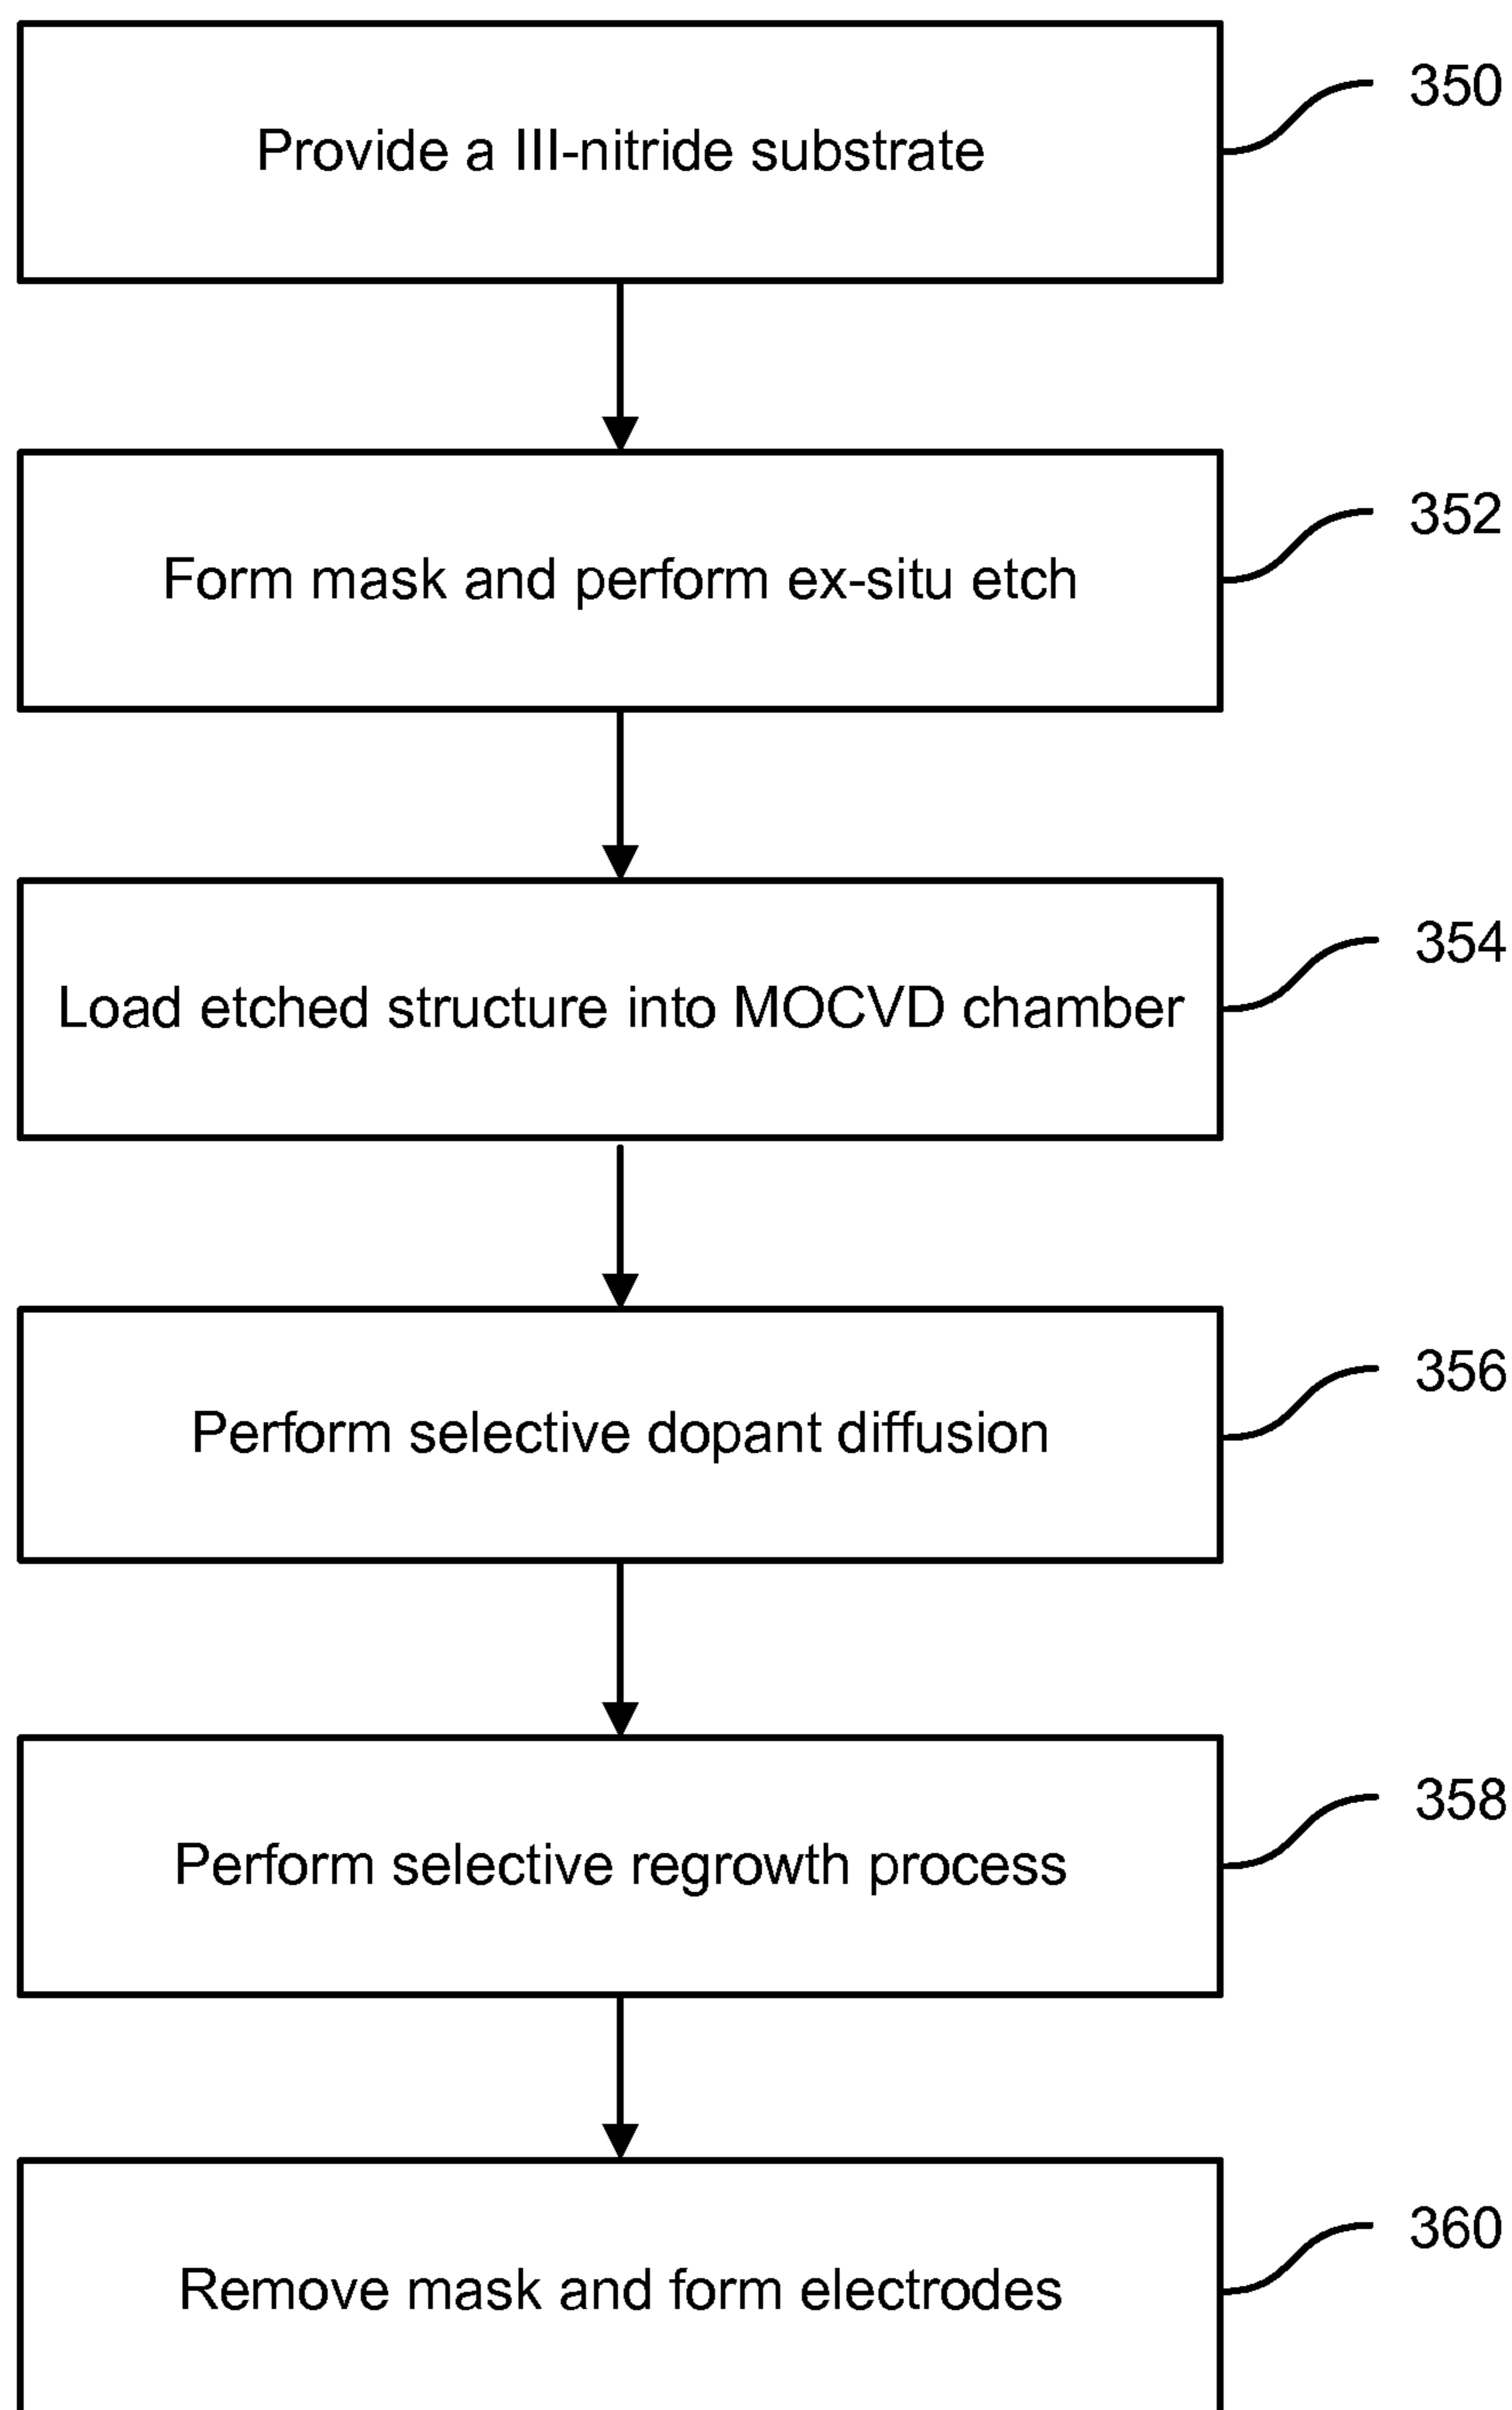 Provide a III-nitride substrate
350
Form mask and perform ex-situ etch
352
Load etched structure into MOCVD chamber
354
Perform selective dopant diffusion
356
Perform selective regrowth process
358
Remove mask and form electrodes
360